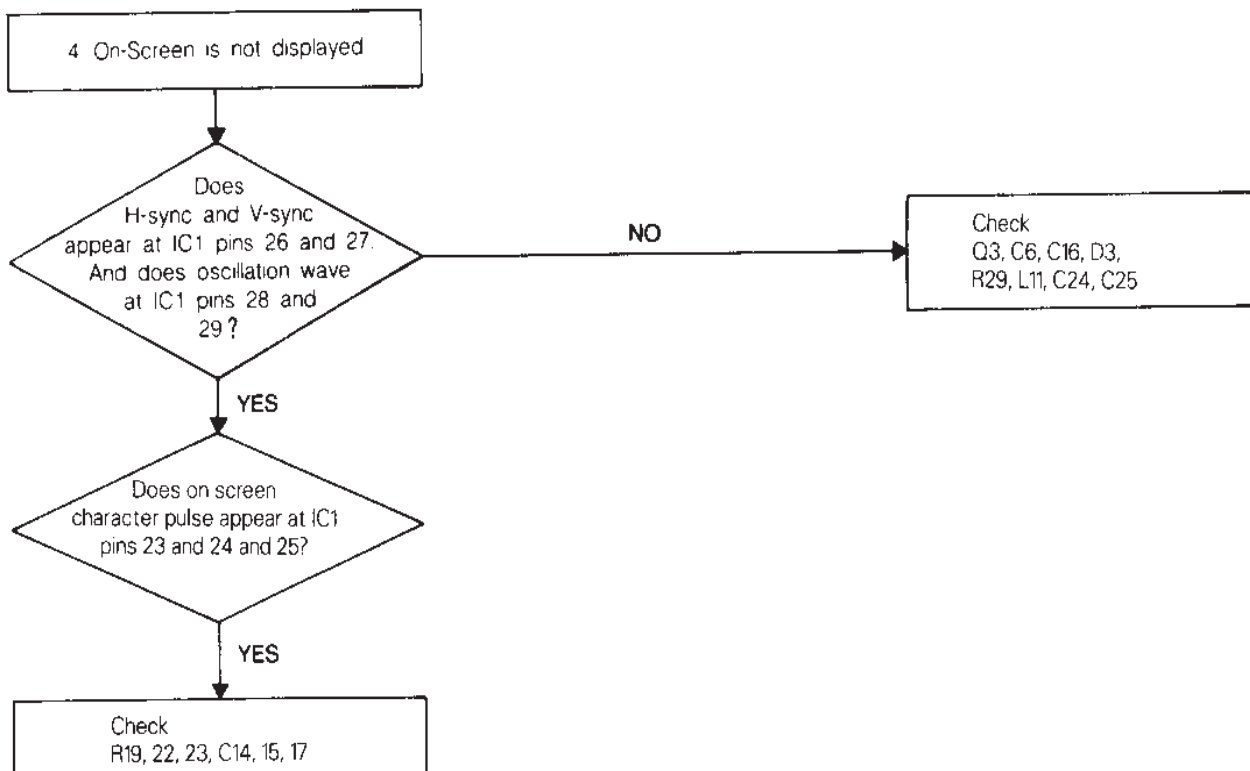 4 On-Screen is not displayed
Does
H-sync and V-sync
appear at IC1 pins 26 and 27.
And does oscillation wave
at IC1 pins 28 and
29?
NO
Check
Q3, C6, C16, D3,
R29, L11, C24, C25
YES
Does on screen
character pulse appear at IC1
pins 23 and 24 and 25?
YES
Check
R19, 22, 23, C14, 15, 17